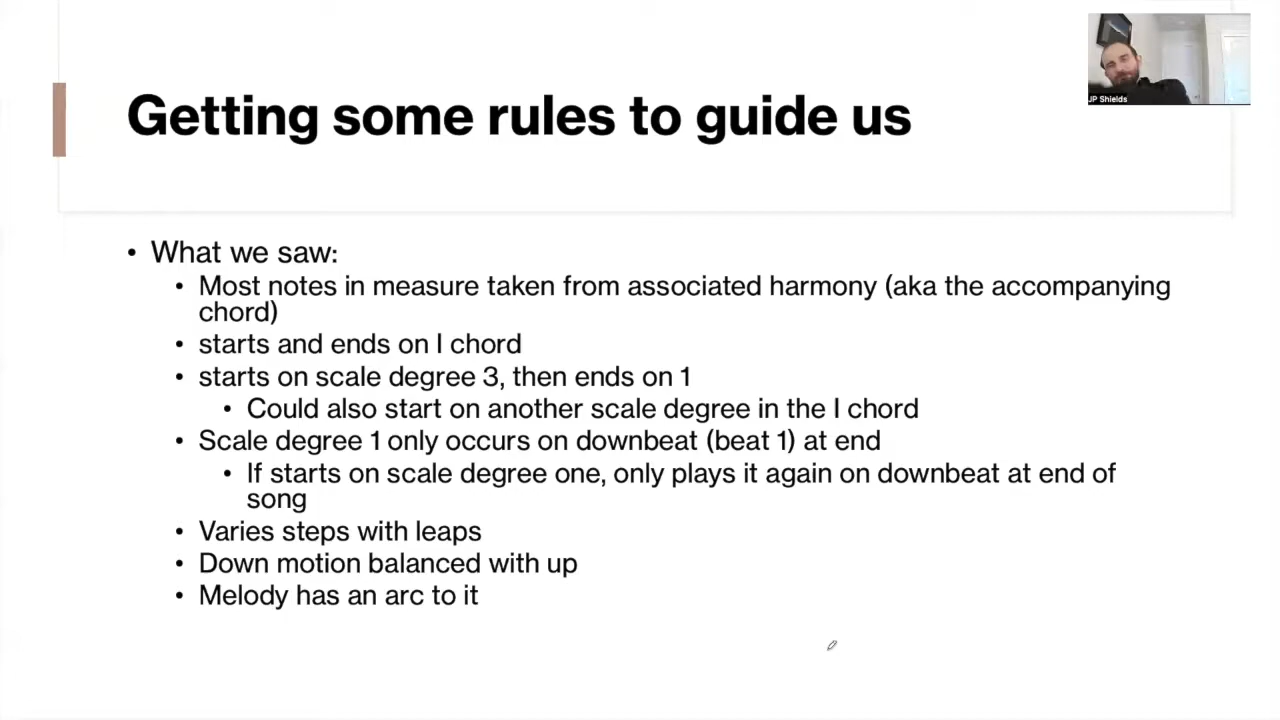 JP Shields
Getting some rules to guide us
• What we saw:
• Most notes in measure taken from associated harmony (aka the accompanying
chord)
• starts and ends on I chord
• starts on scale degree 3, then ends on 1
• Could also start on another scale degree in the I chord
• Scale degree 1 only occurs on downbeat (beat 1) at end
• If starts on scale degree one, only plays it again on downbeat at end of
song
• Varies steps with leaps
• Down motion balanced with up
• Melody has an arc to it